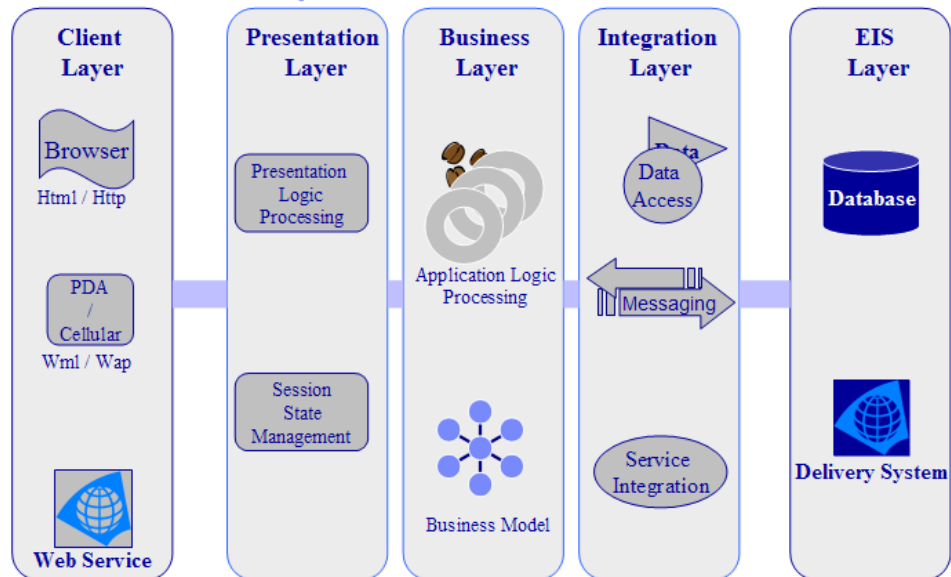 Client
Layer
Browser
Html / Http
PDA
/
Cellular
Wml / Wap
Web Service
Presentation
Layer
Presentation
Logic
Processing
Session
State
Management
Business
Layer
Application Logic
Processing
Business Model
Integration
Layer
Data
Data
Access
Messaging
Service
Integration
EIS
Layer
Database
Delivery System